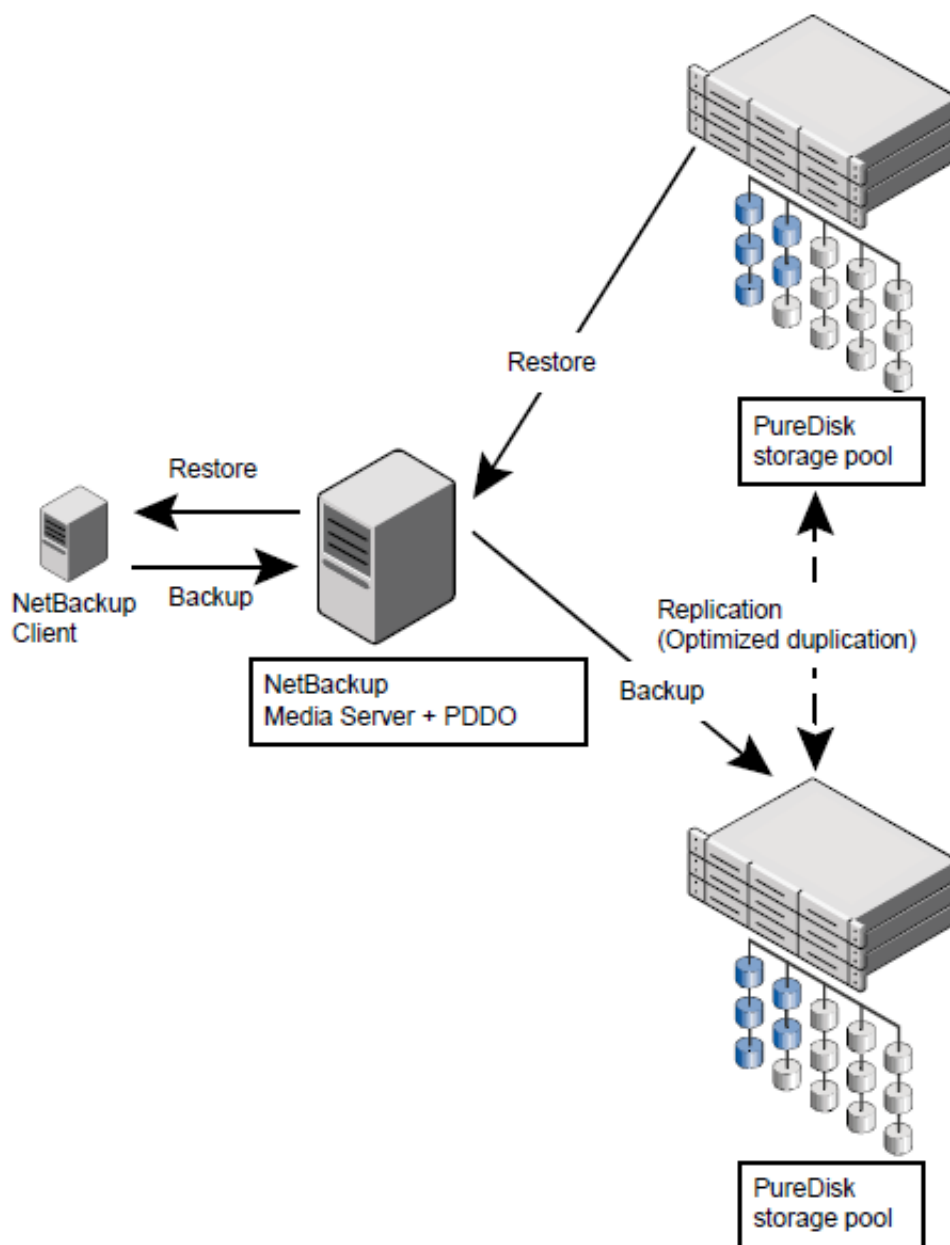 PureDisk
storage pool
Restore
Restore
Backup
NetBackup
Client
NetBackup
Media Server + PDDO
Replication
(Optimized duplication)
Backup
PureDisk
storage pool